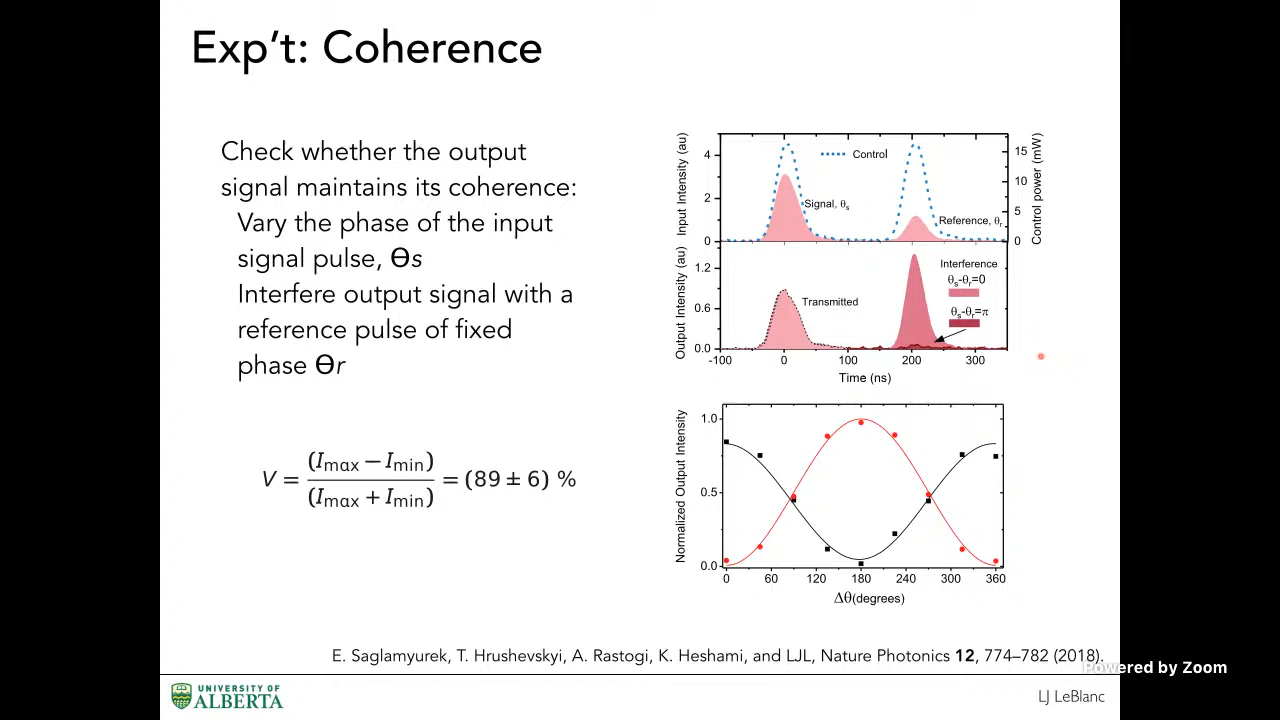 Exp't: Coherence
Check whether the output
signal maintains its coherence:
Vary the phase of the input
signal pulse, ϴs
Interfere output signal with a
reference pulse of fixed
phase ϴr
V = (Imax − Imin) / (Imax + Imin) = (89 ± 6) %
Input Intensity (au)
4
2
0
Control
Signal, θs
Reference, θr
15
10
5
0
Control power (mW)
Output Intensity (au)
1.2
0.6
0.0
Transmitted
Interference
θs-θr=0
θs-θr=π
-100 0 100 200 300
Time (ns)
Normalized Output Intensity
1.0
0.5
0.0
0 60 120 180 240 300 360
Δθ(degrees)
E. Saglamyurek, T. Hrushevskyi, A. Rastogi, K. Heshami, and LJL, Nature Photonics 12, 774–782 (2018).
Powered by Zoom
UNIVERSITY OF
ALBERTA
LJ LeBlanc